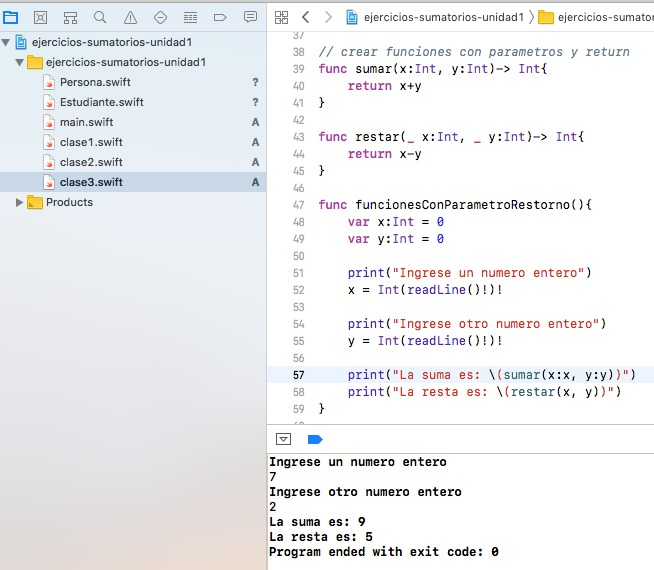 ejercicios-sumatorios-unidad1
ejercicios-sumatorios-unidad1
Persona.swift ?
Estudiante.swift ?
main.swift A
clase1.swift A
clase2.swift A
clase3.swift A
Products
ejercicios-sumatorios-unidad1 ejercicios-sumator
37
38 // crear funciones con parametros y return
39 func sumar(x:Int, y:Int)-> Int{
40 return x+y
41 }
42
43 func restar(_ x:Int, _ y:Int)-> Int{
44 return x-y
45 }
46
47 func funcionesConParametroRestorno(){
48 var x:Int = 0
49 var y:Int = 0
50
51 print("Ingrese un numero entero")
52 x = Int(readLine()!)!
53
54 print("Ingrese otro numero entero")
55 y = Int(readLine()!)!
56
57 print("La suma es: \(sumar(x:x, y:y))")
58 print("La resta es: \(restar(x, y))")
59 }
Ingrese un numero entero
7
Ingrese otro numero entero
2
La suma es: 9
La resta es: 5
Program ended with exit code: 0